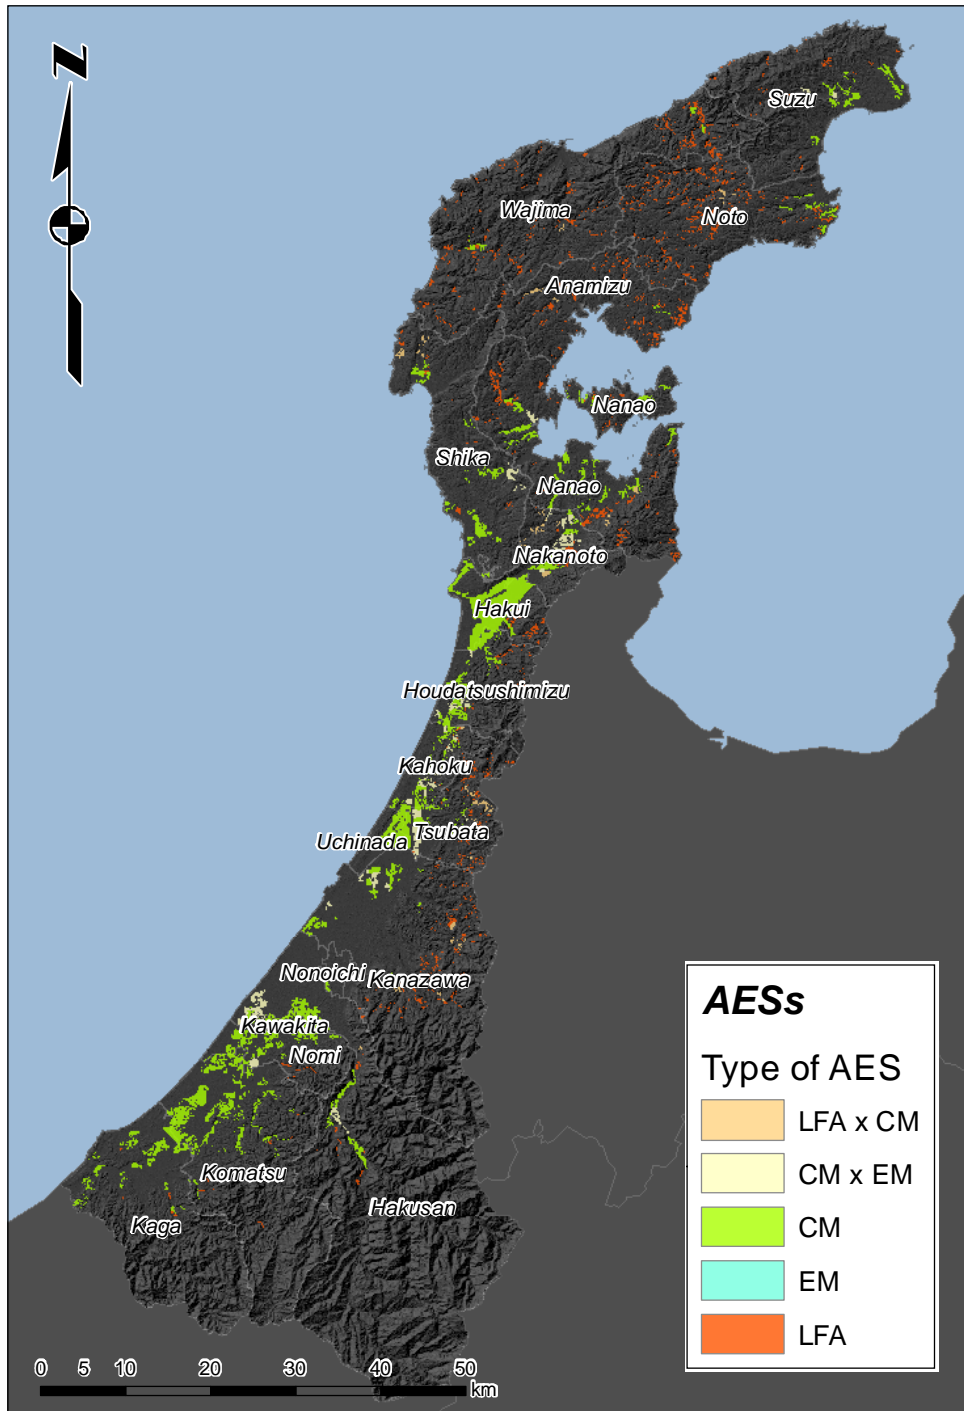 N
Suzu
Wajima
Noto
Anamizu
Nanao
Shika
Nanao
Nakanoto
Hakui
Houdatsushimizu
Kahoku
Tsubata
Uchinada
Nonoichi
Kanazawa
Kawakita
Nomi
Komatsu
Hakusan
Kaga
AESs
Type of AES
LFA x CM
CM x EM
CM
EM
LFA
0 5 10 20 30 40 50
km